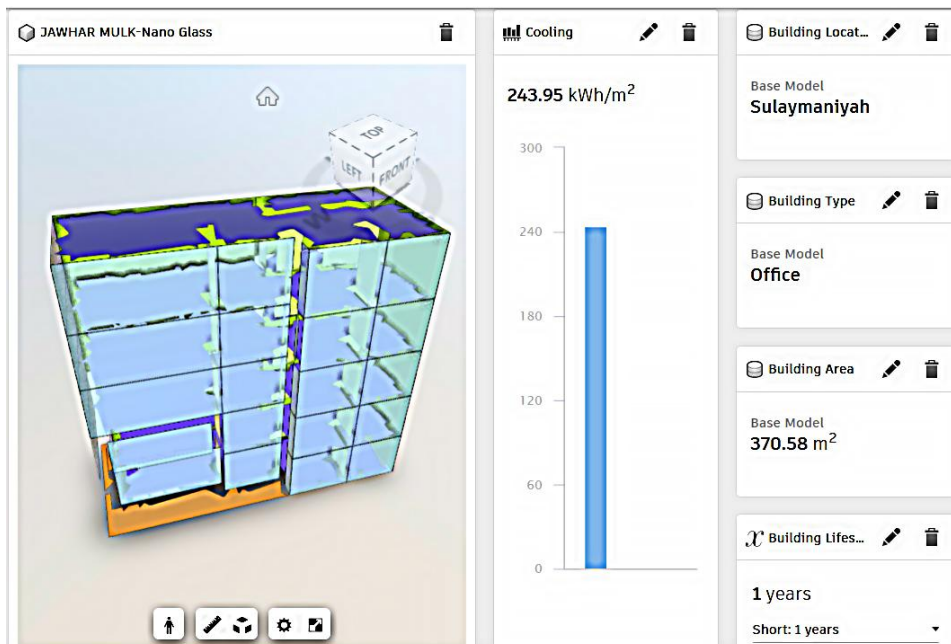 JAWHAR MULK-Nano Glass
TOP
LEFT
FRONT
W
Cooling
243.95 kWh/m²
300
240
180
120
60
0
Building Locat...
Base Model
Sulaymaniyah
Building Type
Base Model
Office
Building Area
Base Model
370.58 m²
x Building Lifes...
1 years
Short: 1 years